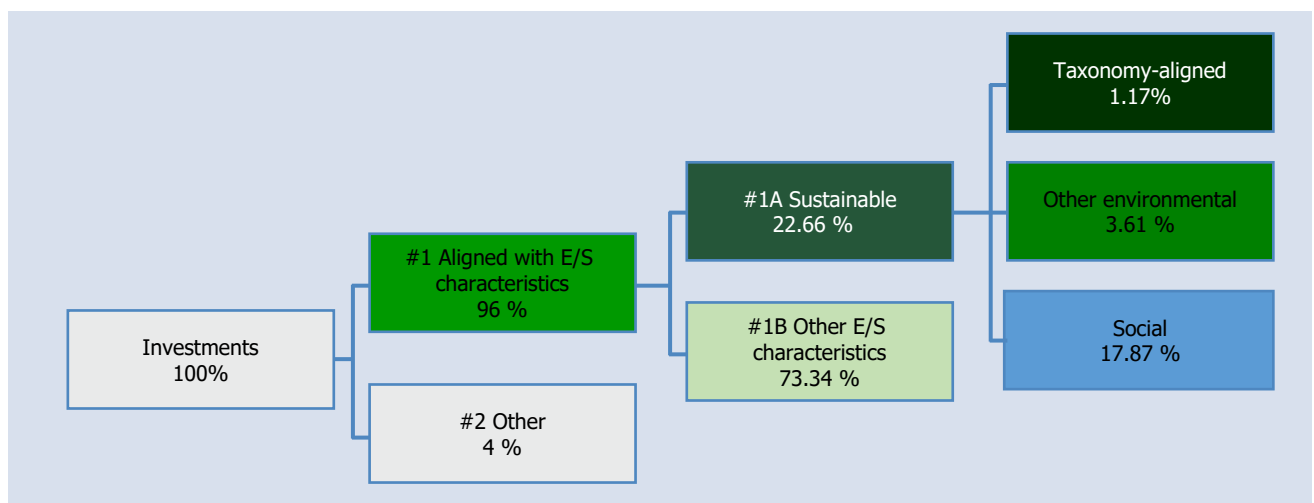 Investments
100%
#1 Aligned with E/S
characteristics
96 %
#2 Other
4 %
#1A Sustainable
22.66 %
#1B Other E/S
characteristics
73.34 %
Taxonomy-aligned
1.17%
Other environmental
3.61 %
Social
17.87 %